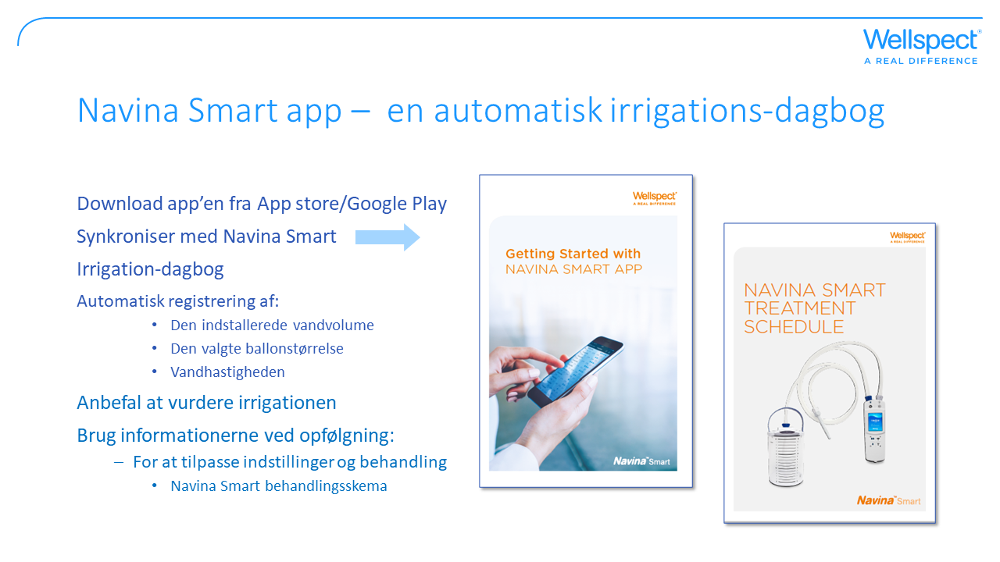 Wellspect®
A REAL DIFFERENCE
Navina Smart app – en automatisk irrigations-dagbog
Download app’en fra App store/Google Play
Synkroniser med Navina Smart
Irrigation-dagbog
Automatisk registrering af:
• Den indstallerede vandvolume
• Den valgte ballonstørrelse
• Vandhastigheden
Anbefal at vurdere irrigationen
Brug informationerne ved opfølgning:
– For at tilpasse indstillinger og behandling
• Navina Smart behandlingsskema
Wellspect
A REAL DIFFERENCE
Getting Started with
NAVINA SMART APP
Navina™ Smart
Wellspect
A REAL DIFFERENCE
NAVINA SMART
TREATMENT
SCHEDULE
Navina™ Smart